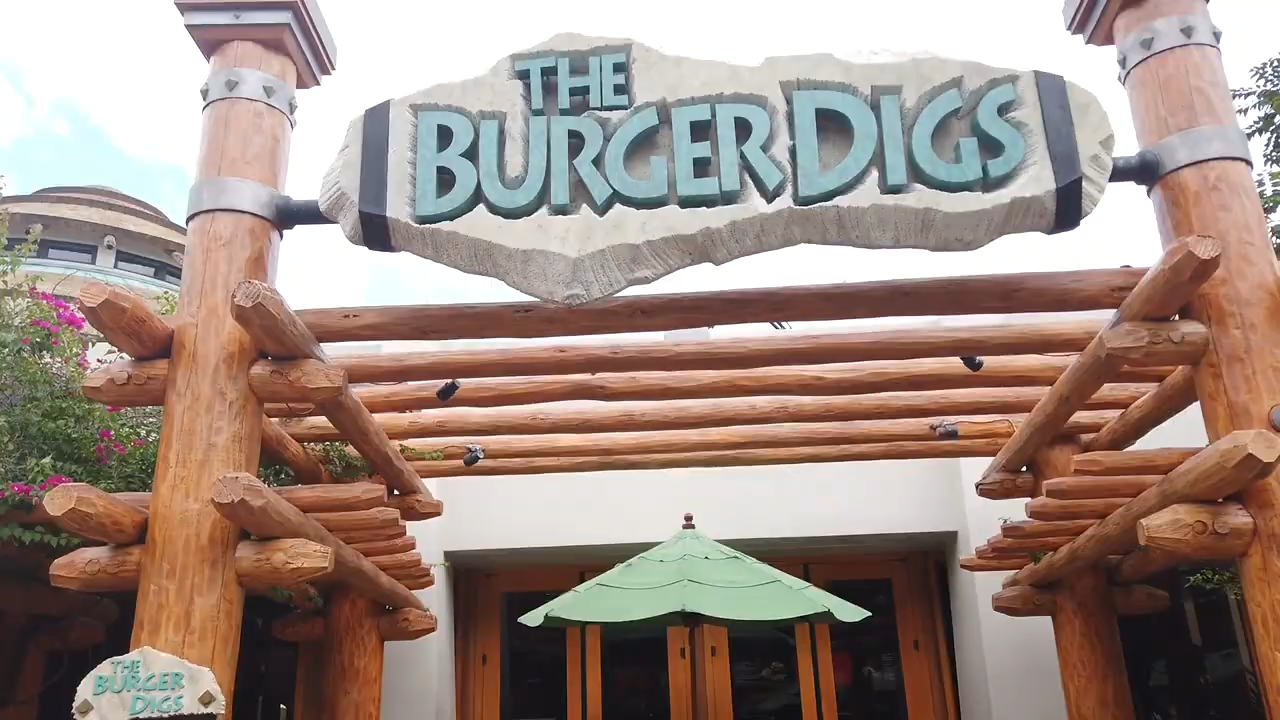 THE
BURGER DIGS
THE
BURGER
DIGS